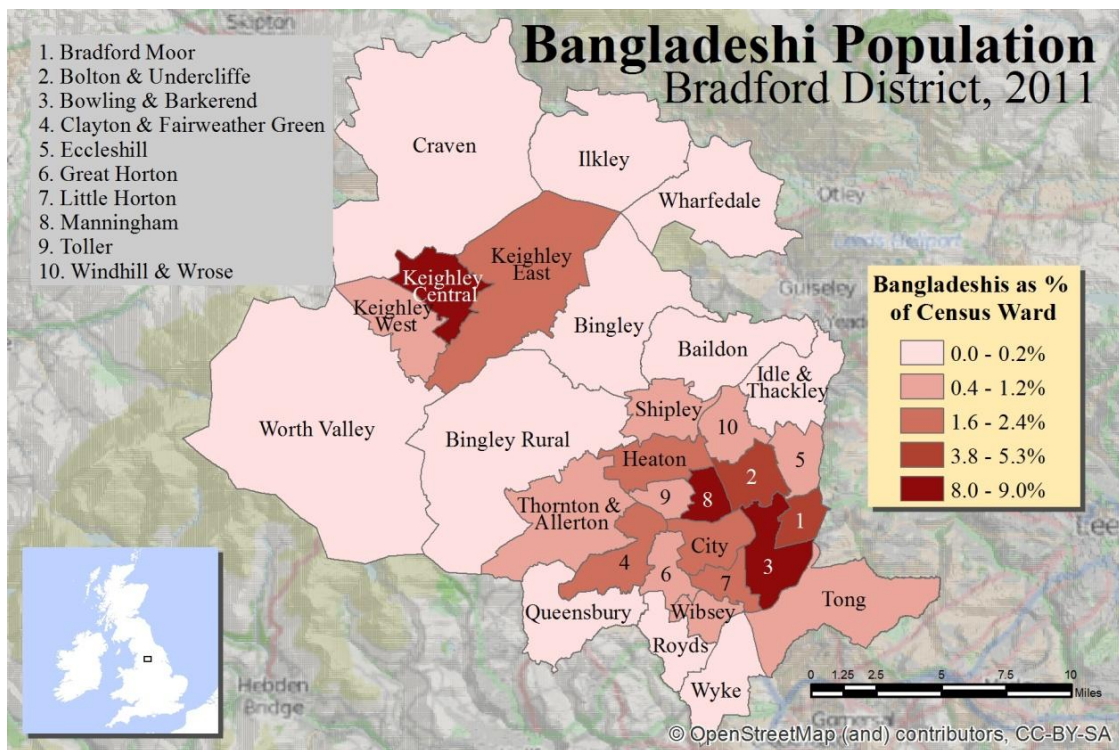 Bangladeshi Population
Bradford District, 2011
1. Bradford Moor
2. Bolton & Undercliffe
3. Bowling & Barkerend
4. Clayton & Fairweather Green
5. Eccleshill
6. Great Horton
7. Little Horton
8. Manningham
9. Toller
10. Windhill & Wrose
Skipton
Craven
Ilkley
Wharfedale
Otley
Leeds Heliport
Guiseley
Keighley
East
Keighley
Central
Keighley
West
Bingley
Baildon
Idle &
Thackley
Worth Valley
Bingley Rural
Shipley
10
5
Heaton
2
9
8
1
Thornton &
Allerton
City
3
4
6
7
Queensbury
Wibsey
Tong
Royds
Wyke
Bangladeshis as %
of Census Ward
0.0 - 0.2%
0.4 - 1.2%
1.6 - 2.4%
3.8 - 5.3%
8.0 - 9.0%
Hebden
Bridge
Gomersal
0 1.25 2.5 5 7.5 10
Miles
© OpenStreetMap (and) contributors, CC-BY-SA